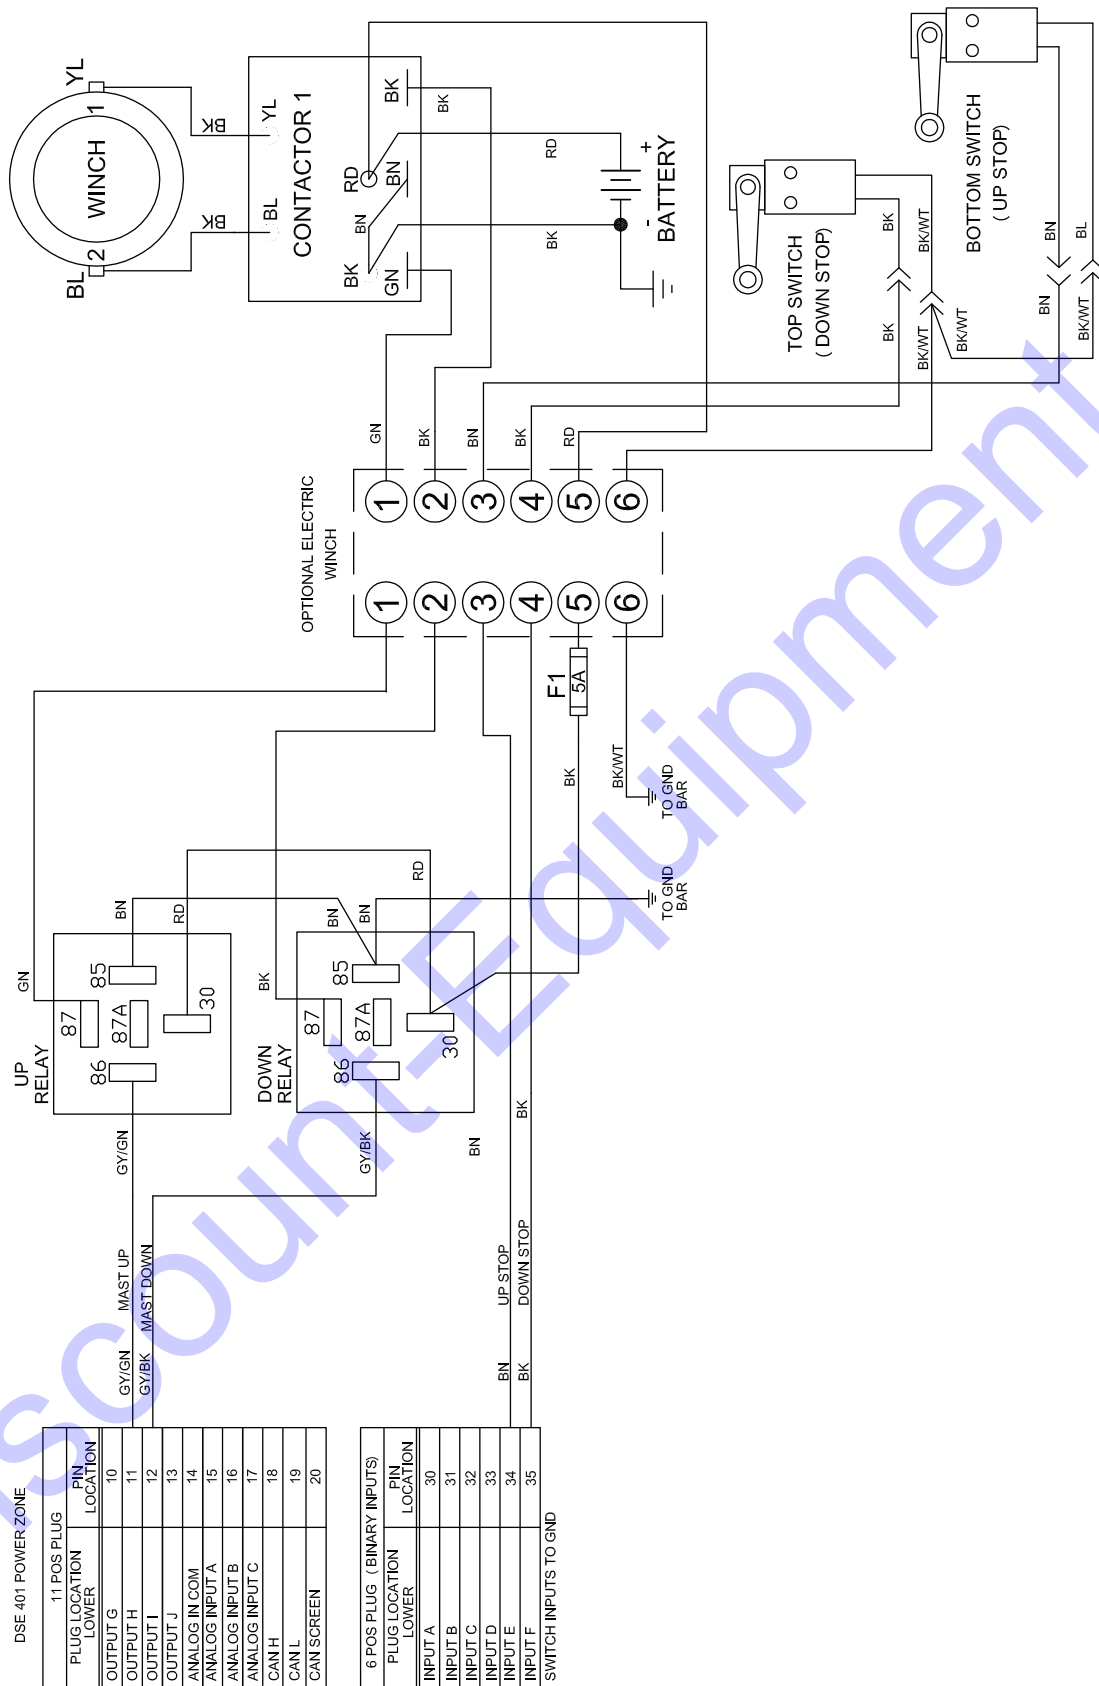 YL
1
WINCH
2
BL
BK
BK
YL
BL
CONTACTOR 1
BK
RD
BN
BN
BK
GN
BK
RD
BK
+
-
BATTERY
TOP SWITCH
( DOWN STOP)
BOTTOM SWITCH
( UP STOP)
BK
BK/WT
BN
BL
BK
BK/WT
BK/WT
BN
BK/WT
GN
BK
BN
BK
RD
OPTIONAL ELECTRIC
WINCH
1
2
3
4
5
6
1
2
3
4
5
6
F1
5A
BK
BK/WT
TO GND
BAR
TO GND
BAR
GN
BN
RD
BK
BN
BN
RD
UP
RELAY
85
87
87A
30
86
DOWN
RELAY
85
87
87A
30
86
GY/GN
GY/BK
BN
BK
MAST UP
MAST DOWN
UP STOP
DOWN STOP
GY/GN
GY/BK
BN
BK
DSE 401 POWER ZONE
11 POS PLUG
PLUG LOCATION
LOWER
PIN
LOCATION
OUTPUT G 10
OUTPUT H 11
OUTPUT I 12
OUTPUT J 13
ANALOG IN COM 14
ANALOG INPUT A 15
ANALOG INPUT B 16
ANALOG INPUT C 17
CAN H 18
CAN L 19
CAN SCREEN 20
6 POS PLUG ( BINARY INPUTS)
PLUG LOCATION
LOWER
PIN
LOCATION
INPUT A 30
INPUT B 31
INPUT C 32
INPUT D 33
INPUT E 34
INPUT F 35
SWITCH INPUTS TO GND
scount-Equipment